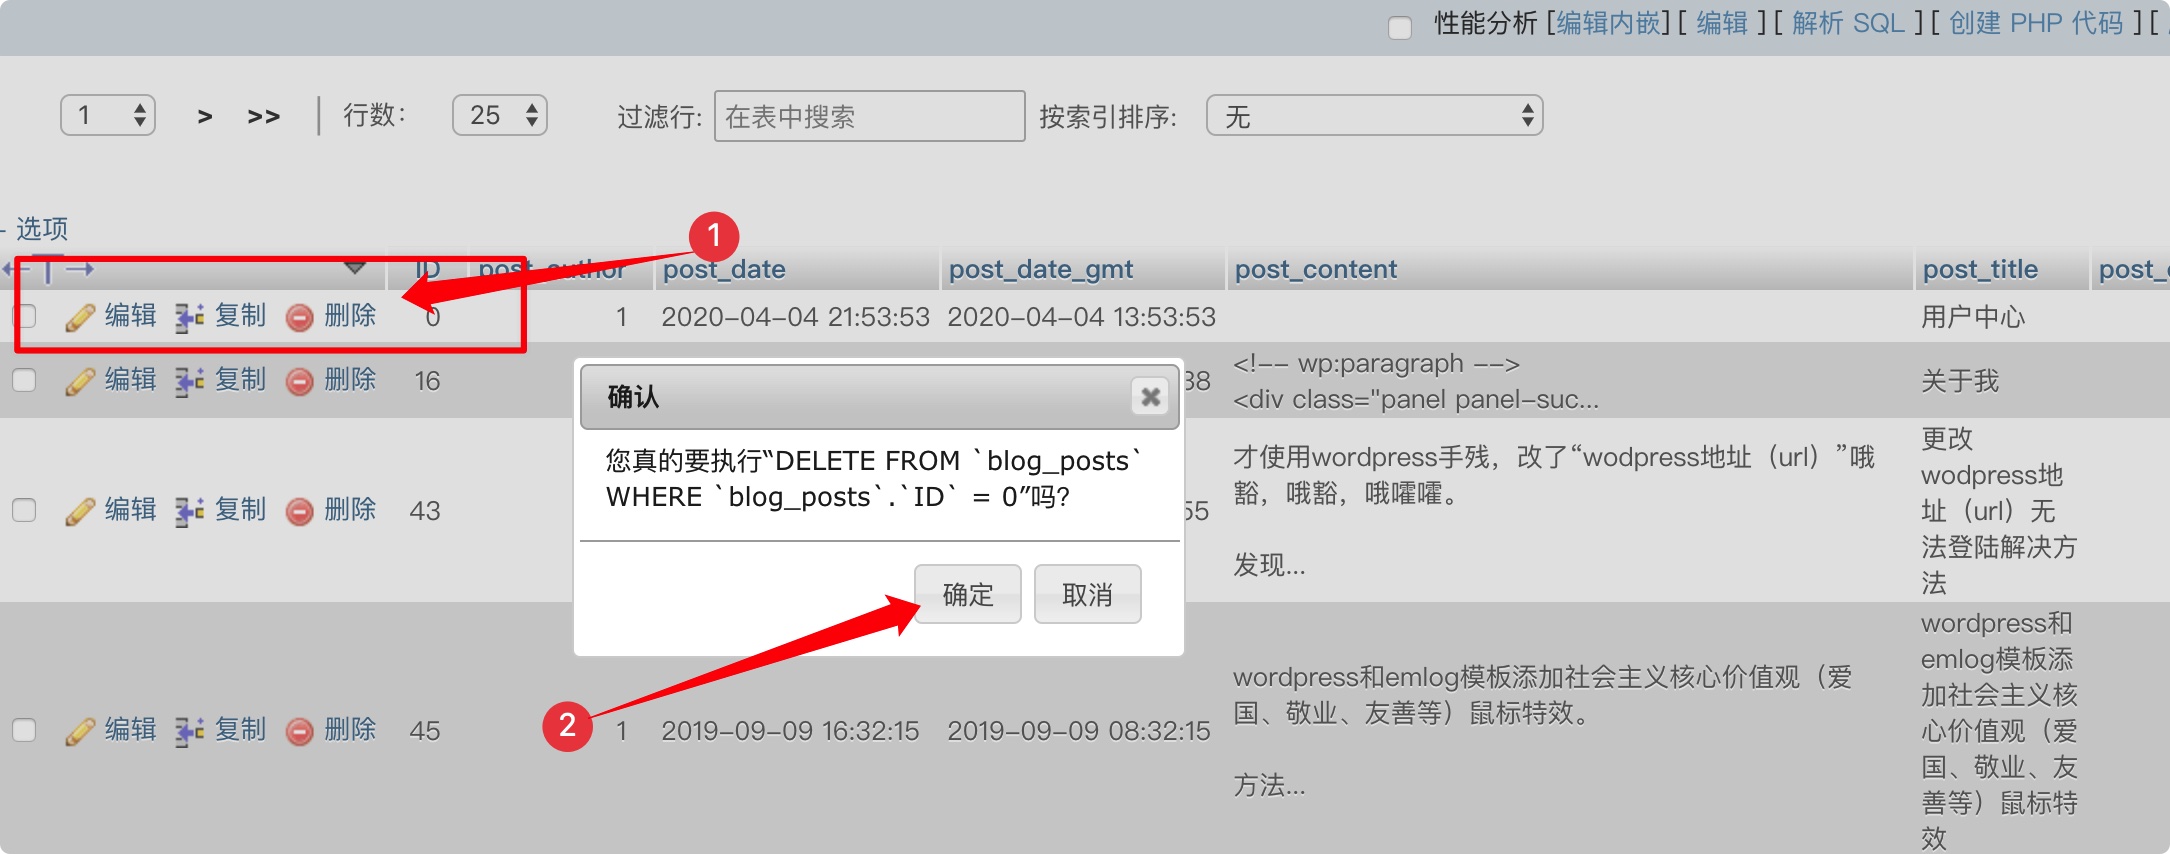 性能分析 [编辑内嵌] [ 编辑 ] [ 解析 SQL ] [ 创建 PHP 代码 ] [
1 > >> | 行数： 25 过滤行: 在表中搜索 按索引排序: 无
选项
1
ID post_author post_date post_date_gmt post_content post_title
编辑 复制 删除 0 1 2020-04-04 21:53:53 2020-04-04 13:53:53 用户中心
编辑 复制 删除 16 38 <!-- wp:paragraph --> 关于我
<div class="panel panel-suc...
确认
您真的要执行“DELETE FROM `blog_posts`
WHERE `blog_posts`.`ID` = 0”吗?
确定 取消
编辑 复制 删除 43 55
才使用wordpress手残，改了“wodpress地址（url）”哦
豁，哦豁，哦嚯嚯。
发现...
更改
wodpress地
址（url）无
法登陆解决方
法
2
编辑 复制 删除 45 1 2019-09-09 16:32:15 2019-09-09 08:32:15
wordpress和emlog模板添加社会主义核心价值观（爱
国、敬业、友善等）鼠标特效。
方法...
wordpress和
emlog模板添
加社会主义核
心价值观（爱
国、敬业、友
善等）鼠标特
效